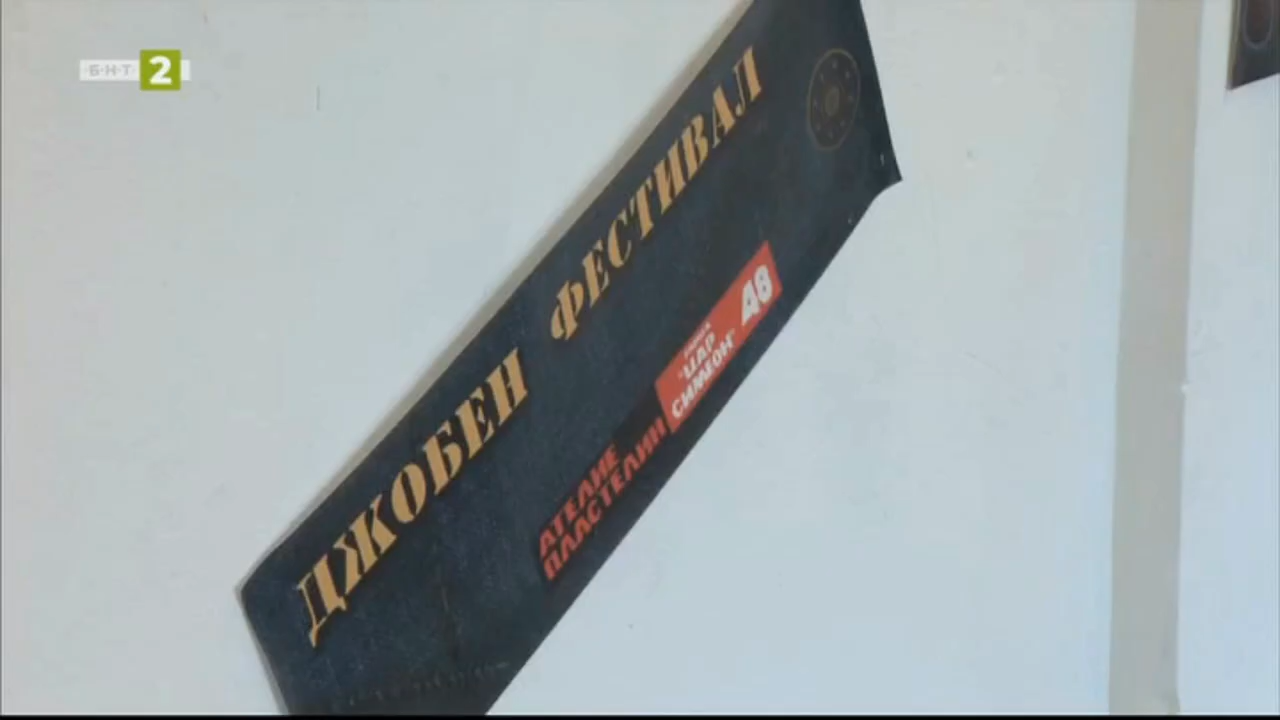 БНТ 2
ДЖОБЕН ФЕСТИВАЛ
АТЕЛИЕ
ПЛАСТЕЛИН
"ЦАР
СИМЕОН"
48